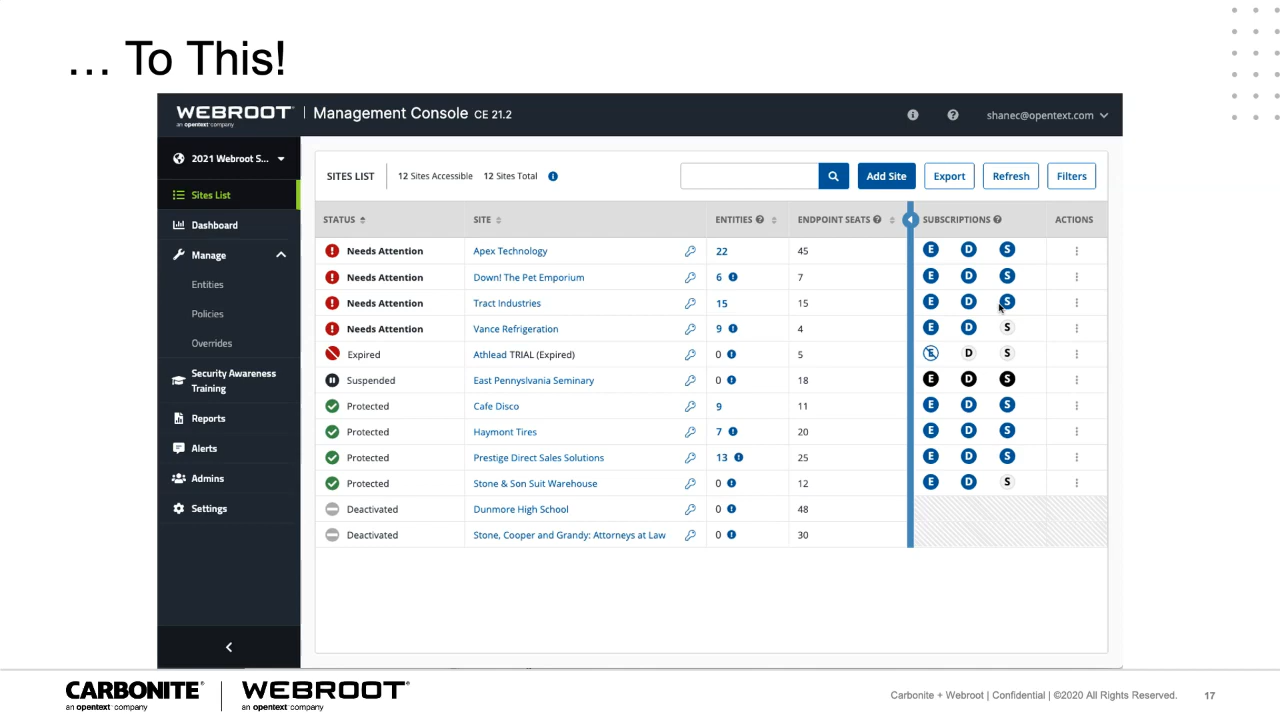 … To This!
WEBROOT® | Management Console CE 21.2
an opentext company
shanec@opentext.com
2021 Webroot S...
Sites List
Dashboard
Manage
Entities
Policies
Overrides
Security Awareness
Training
Reports
Alerts
Admins
Settings
SITES LIST 12 Sites Accessible 12 Sites Total Add Site Export Refresh Filters
STATUS SITE ENTITIES ENDPOINT SEATS SUBSCRIPTIONS ACTIONS
Needs Attention Apex Technology 22 45 E D S
Needs Attention Down! The Pet Emporium 6 7 E D S
Needs Attention Tract Industries 15 15 E D S
Needs Attention Vance Refrigeration 9 4 E D S
Expired Athlead TRIAL (Expired) 0 5 E D S
Suspended East Pennyslvania Seminary 0 18 E D S
Protected Cafe Disco 9 11 E D S
Protected Haymont Tires 7 20 E D S
Protected Prestige Direct Sales Solutions 13 25 E D S
Protected Stone & Son Suit Warehouse 0 12 E D S
Deactivated Dunmore High School 0 48
Deactivated Stone, Cooper and Grandy: Attorneys at Law 0 30
CARBONITE® | WEBROOT®
an opentext company an opentext company
Carbonite + Webroot | Confidential | ©2020 All Rights Reserved. 17